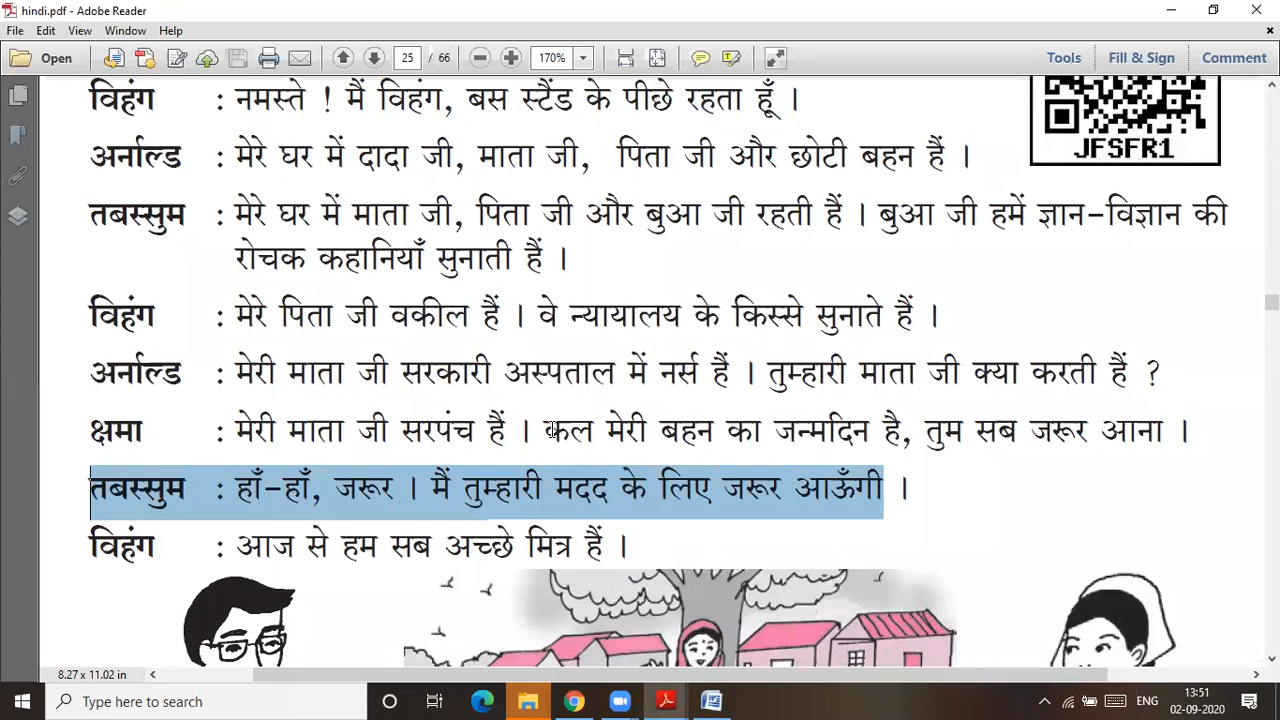 hindi.pdf - Adobe Reader
File Edit View Window Help
Open 25 / 66 170% Tools Fill & Sign Comment
विहंग : नमस्ते ! मैं विहंग, बस स्टैंड के पीछे रहता हूँ ।
JFSFR1
अर्नाल्ड : मेरे घर में दादा जी, माता जी, पिता जी और छोटी बहन हैं ।
तबस्सुम : मेरे घर में माता जी, पिता जी और बुआ जी रहती हैं । बुआ जी हमें ज्ञान-विज्ञान की
रोचक कहानियाँ सुनाती हैं ।
विहंग : मेरे पिता जी वकील हैं । वे न्यायालय के किस्से सुनाते हैं ।
अर्नाल्ड : मेरी माता जी सरकारी अस्पताल में नर्स हैं । तुम्हारी माता जी क्या करती हैं ?
क्षमा : मेरी माता जी सरपंच हैं । कल मेरी बहन का जन्मदिन है, तुम सब जरूर आना ।
तबस्सुम : हाँ-हाँ, जरूर । मैं तुम्हारी मदद के लिए जरूर आऊँगी ।
विहंग : आज से हम सब अच्छे मित्र हैं ।
8.27 x 11.02 in
Type here to search
ENG
13:51
02-09-2020